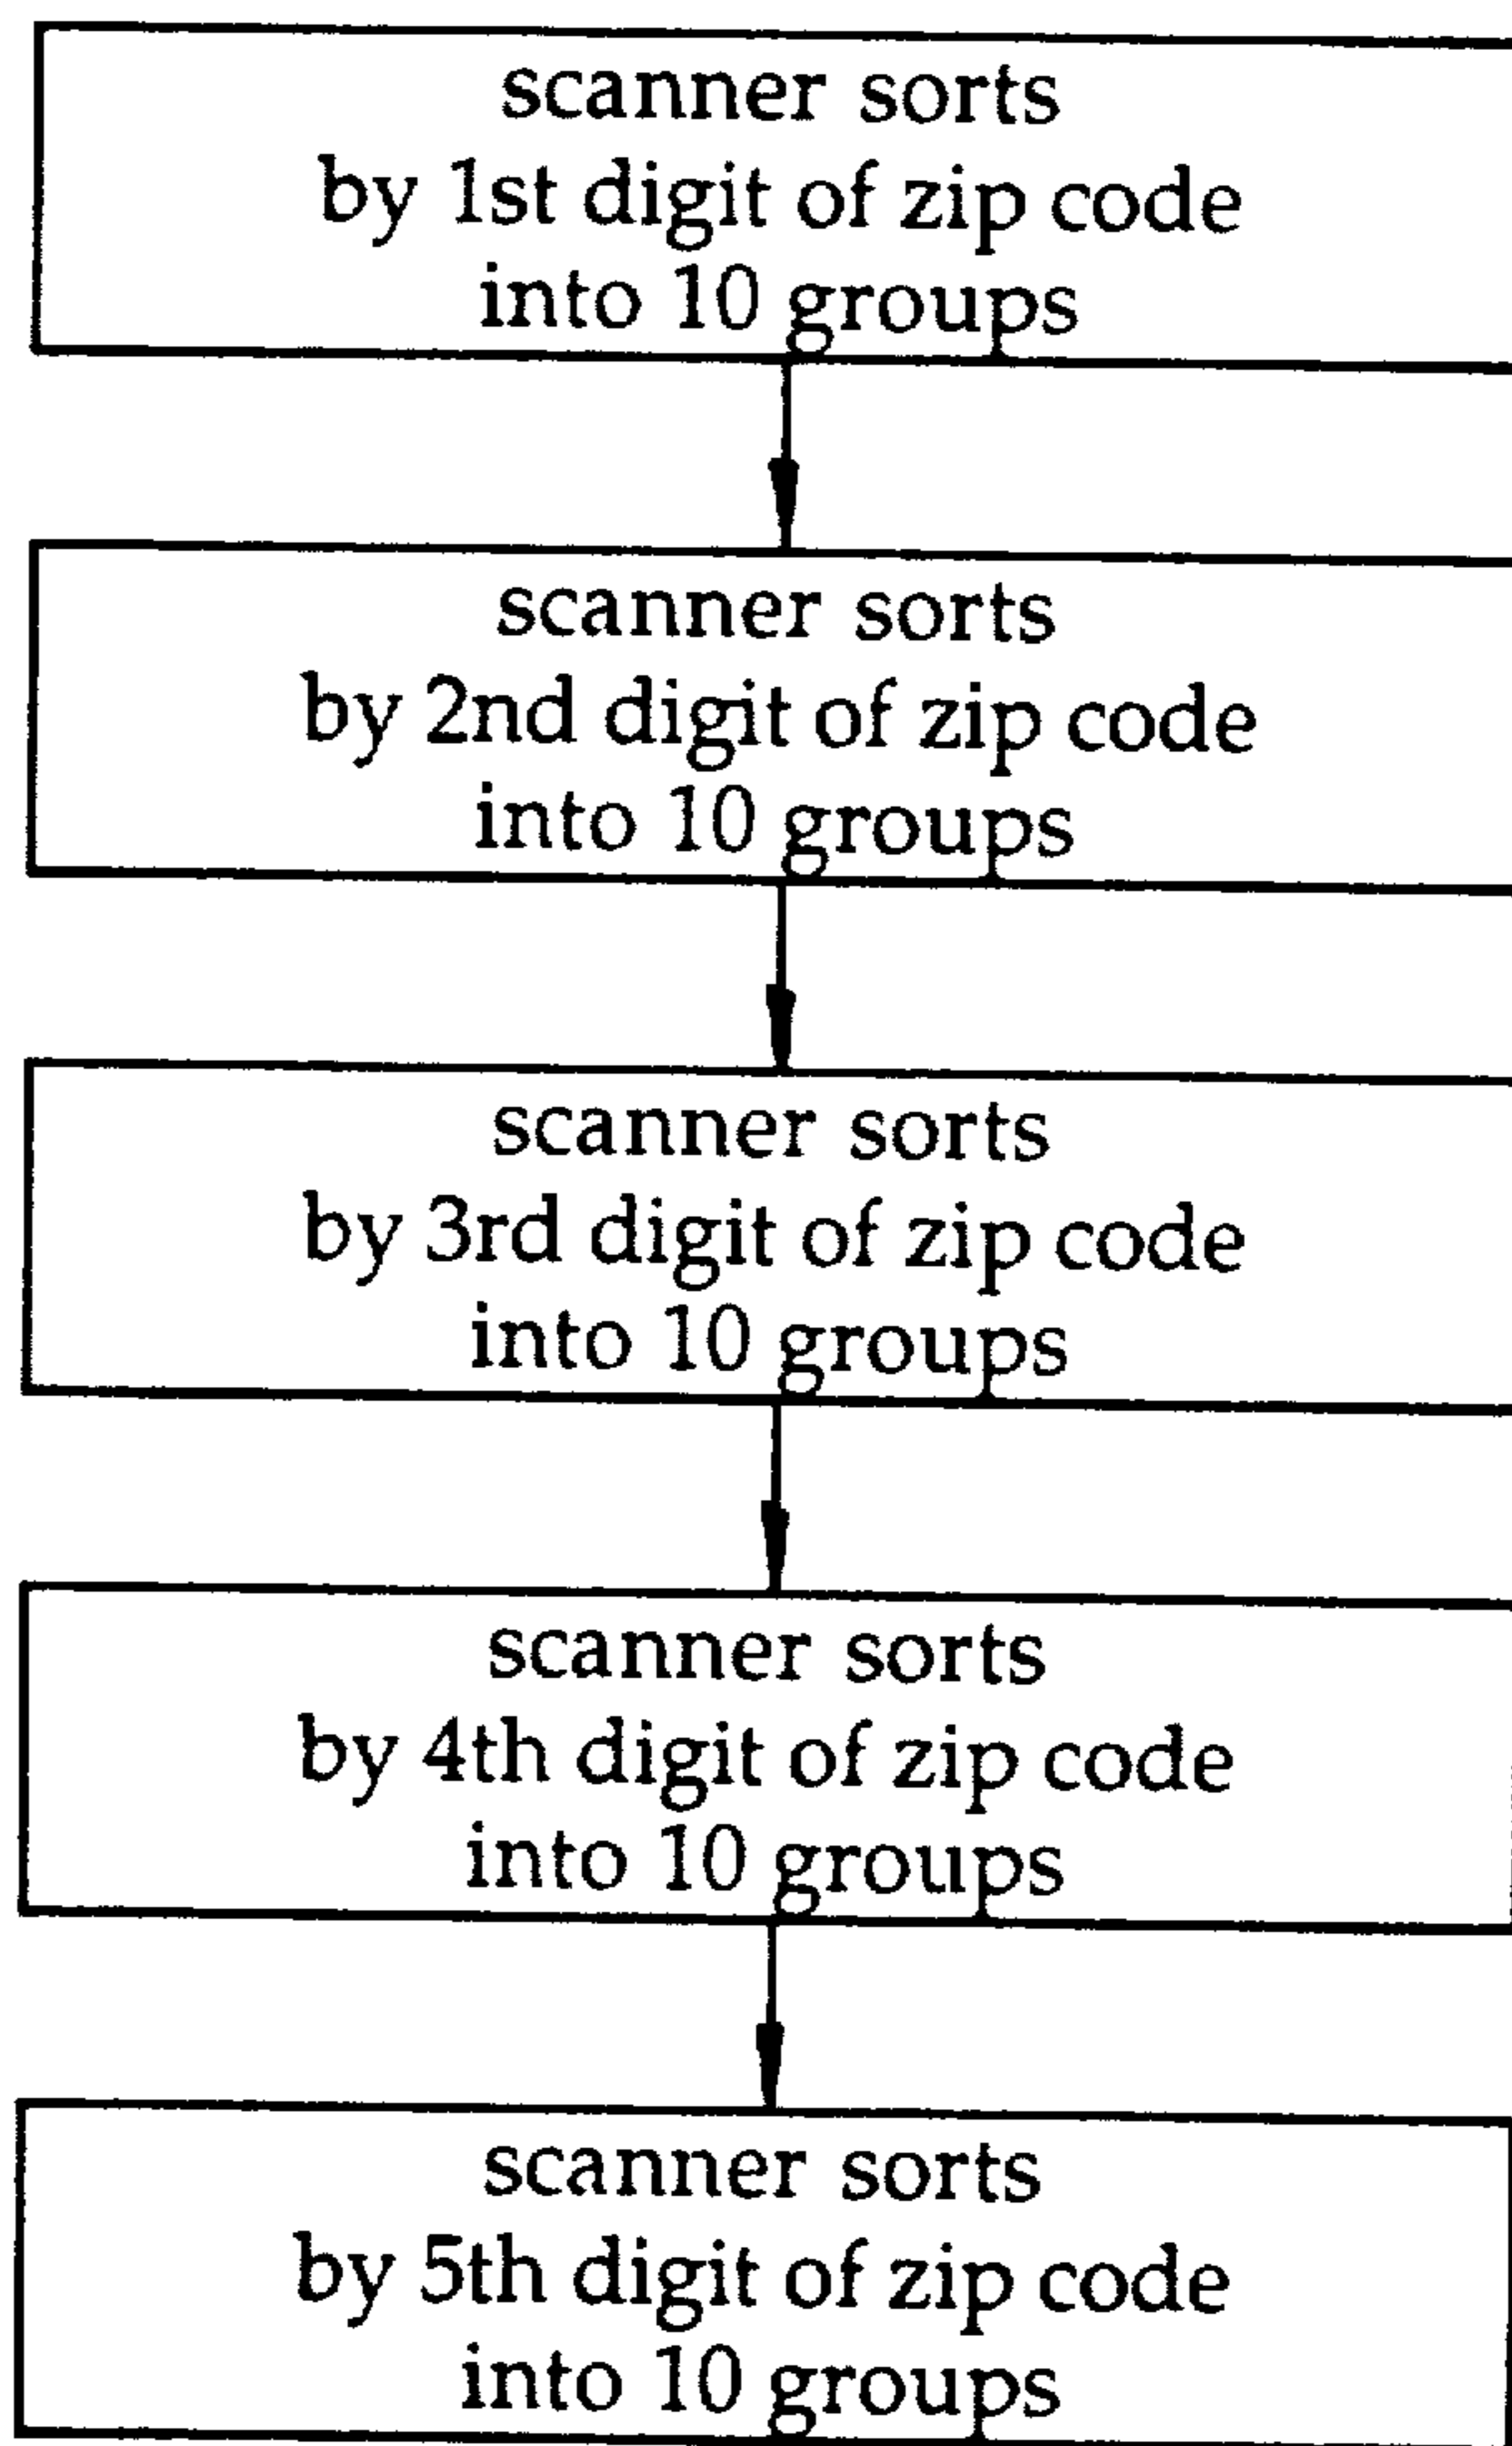 scanner sorts
by 1st digit of zip code
into 10 groups
scanner sorts
by 2nd digit of zip code
into 10 groups
scanner sorts
by 3rd digit of zip code
into 10 groups
scanner sorts
by 4th digit of zip code
into 10 groups
scanner sorts
by 5th digit of zip code
into 10 groups